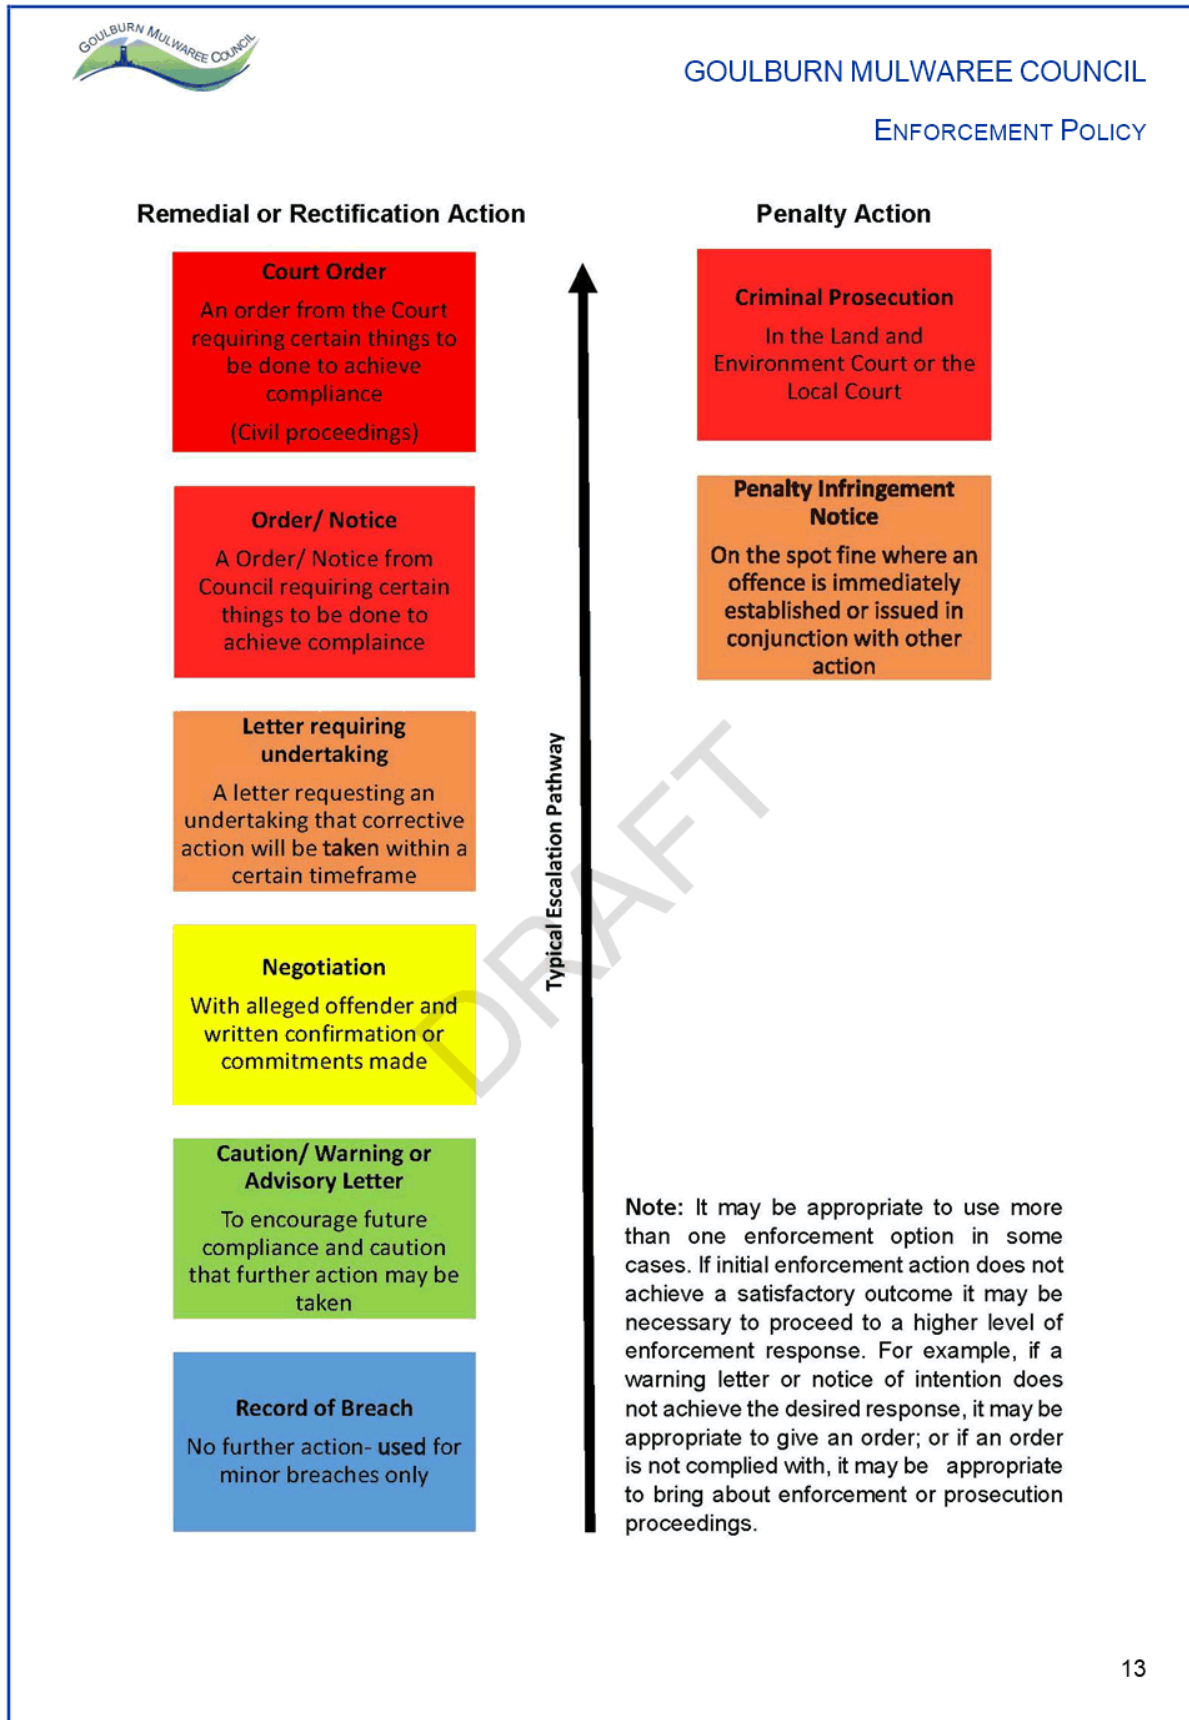 GOULBURN MULWAREE COUNCIL
GOULBURN MULWAREE COUNCIL
ENFORCEMENT POLICY
Remedial or Rectification Action
Court Order
An order from the Court
requiring certain things to
be done to achieve
compliance
(Civil proceedings)
Order/ Notice
A Order/ Notice from
Council requiring certain
things to be done to
achieve complaince
Letter requiring
undertaking
A letter requesting an
undertaking that corrective
action will be taken within a
certain timeframe
Negotiation
With alleged offender and
written confirmation or
commitments made
Caution/ Warning or
Advisory Letter
To encourage future
compliance and caution
that further action may be
taken
Record of Breach
No further action- used for
minor breaches only
Typical Escalation Pathway
DRAFT
Penalty Action
Criminal Prosecution
In the Land and
Environment Court or the
Local Court
Penalty Infringement
Notice
On the spot fine where an
offence is immediately
established or issued in
conjunction with other
action
Note: It may be appropriate to use more
than one enforcement option in some
cases. If initial enforcement action does not
achieve a satisfactory outcome it may be
necessary to proceed to a higher level of
enforcement response. For example, if a
warning letter or notice of intention does
not achieve the desired response, it may be
appropriate to give an order; or if an order
is not complied with, it may be appropriate
to bring about enforcement or prosecution
proceedings.
13